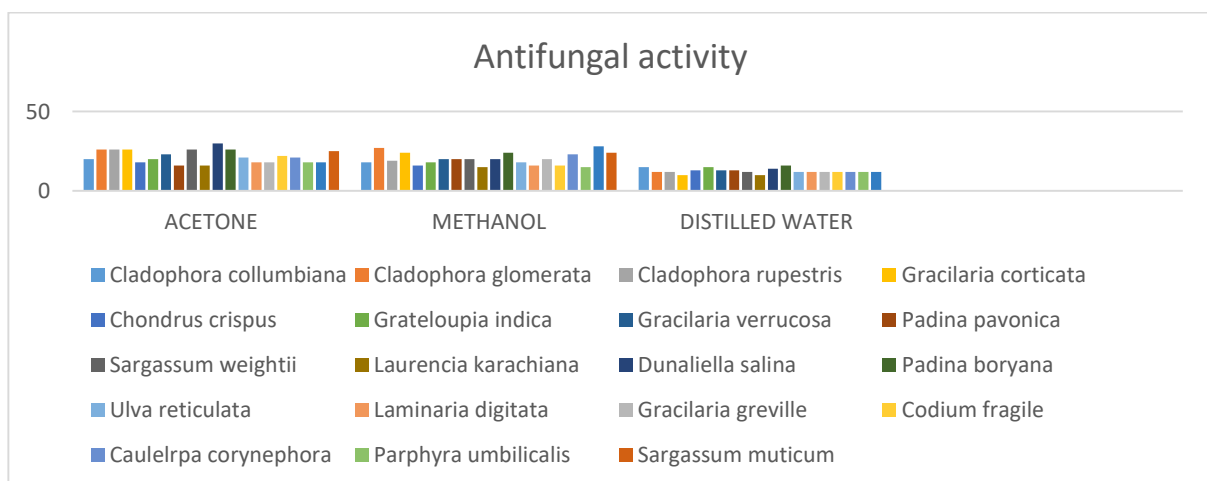 Antifungal activity
50
0
ACETONE METHANOL DISTILLED WATER
Cladophora collumbiana Cladophora glomerata Cladophora rupestris Gracilaria corticata
Chondrus crispus Grateloupia indica Gracilaria verrucosa Padina pavonica
Sargassum weightii Laurencia karachiana Dunaliella salina Padina boryana
Ulva reticulata Laminaria digitata Gracilaria greville Codium fragile
Caulelrpa corynephora Parphyra umbilicalis Sargassum muticum